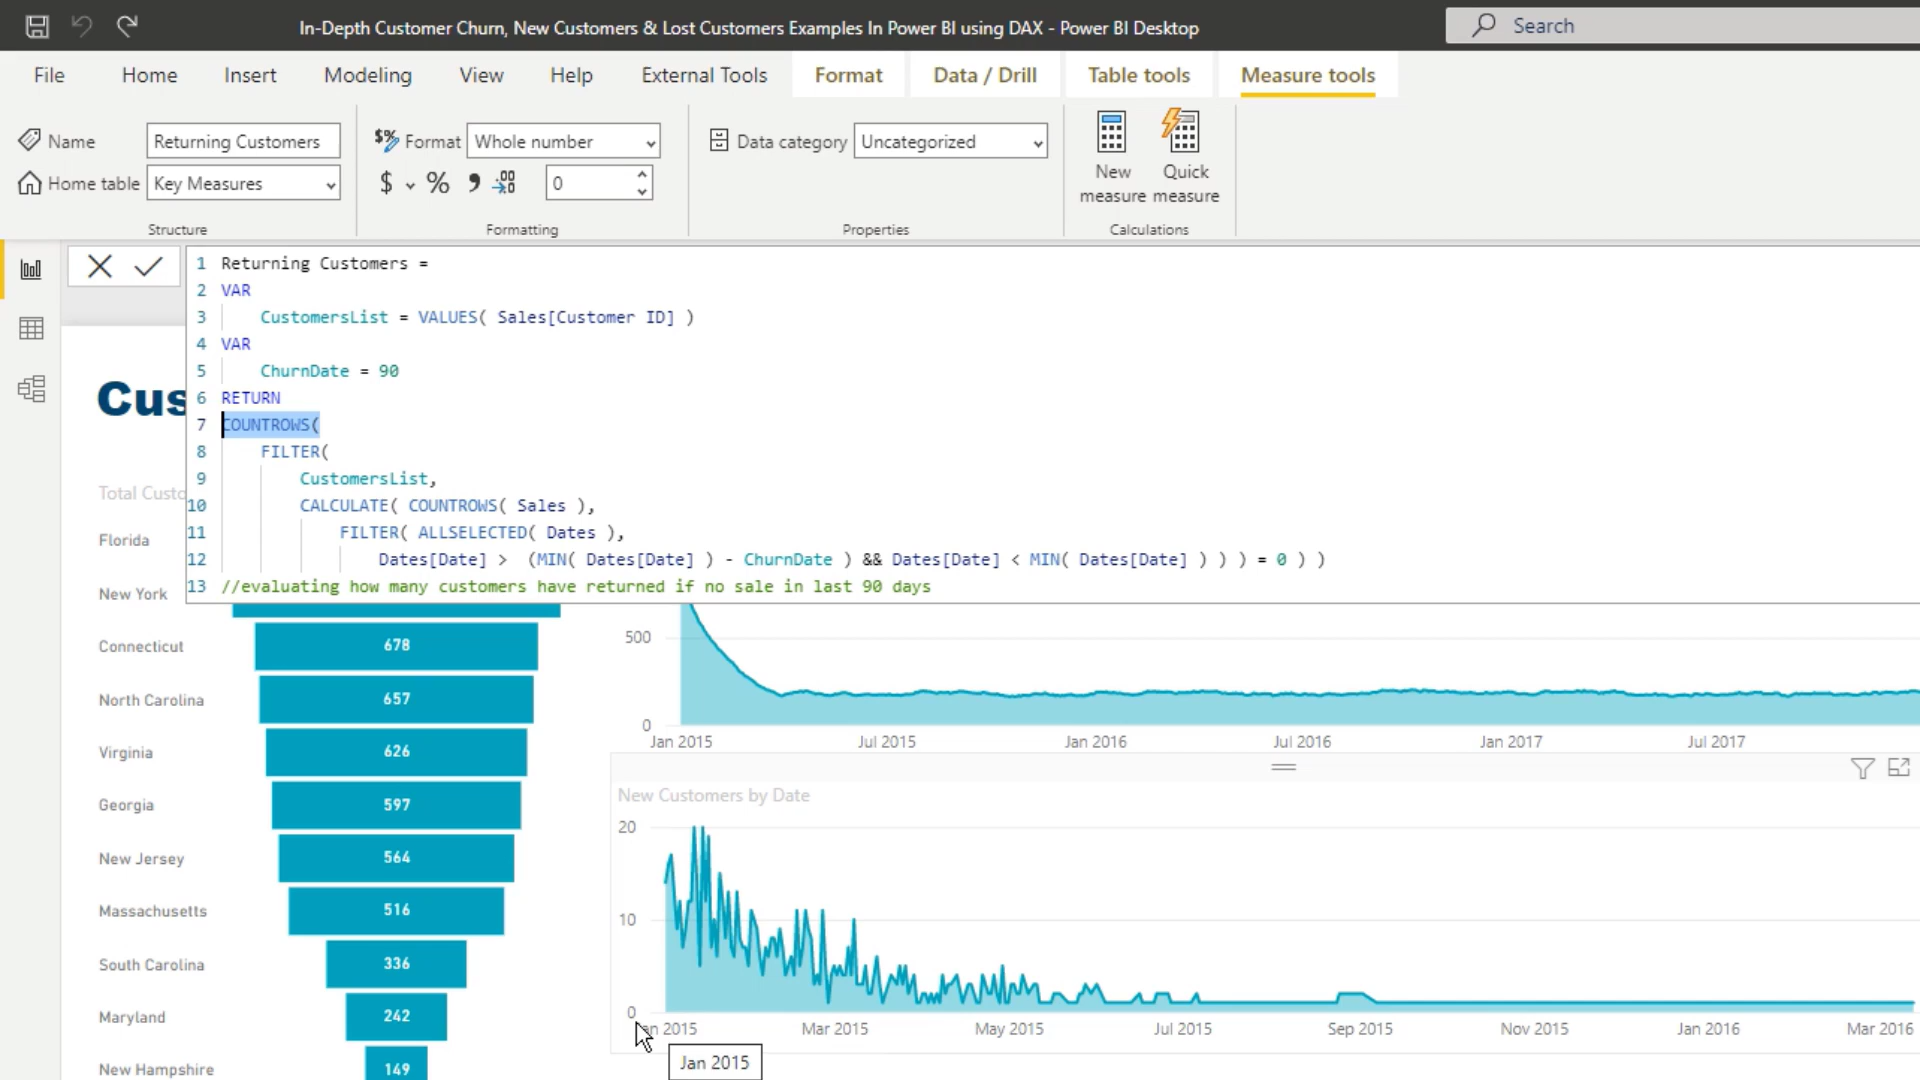 In-Depth Customer Churn, New Customers & Lost Customers Examples In Power BI using DAX - Power BI Desktop
Search
File Home Insert Modeling View Help External Tools Format Data / Drill Table tools Measure tools
Name Returning Customers
$% Format Whole number
Data category Uncategorized
Home table Key Measures
$ % , .00 0
New measure
Quick measure
Structure Formatting Properties Calculations
1 Returning Customers =
2 VAR
3 CustomersList = VALUES( Sales[Customer ID] )
4 VAR
5 ChurnDate = 90
6 RETURN
7 COUNTROWS(
8 FILTER(
9 CustomersList,
10 CALCULATE( COUNTROWS( Sales ),
11 FILTER( ALLSELECTED( Dates ),
12 Dates[Date] > (MIN( Dates[Date] ) - ChurnDate ) && Dates[Date] < MIN( Dates[Date] ) ) ) = 0 ) )
13 //evaluating how many customers have returned if no sale in last 90 days
Cus
Total Custo
Florida
New York
Connecticut 678
North Carolina 657
Virginia 626
Georgia 597
New Jersey 564
Massachusetts 516
South Carolina 336
Maryland 242
New Hampshire 149
500
0
Jan 2015 Jul 2015 Jan 2016 Jul 2016 Jan 2017 Jul 2017
New Customers by Date
20
10
0
an 2015 Mar 2015 May 2015 Jul 2015 Sep 2015 Nov 2015 Jan 2016 Mar 2016
Jan 2015